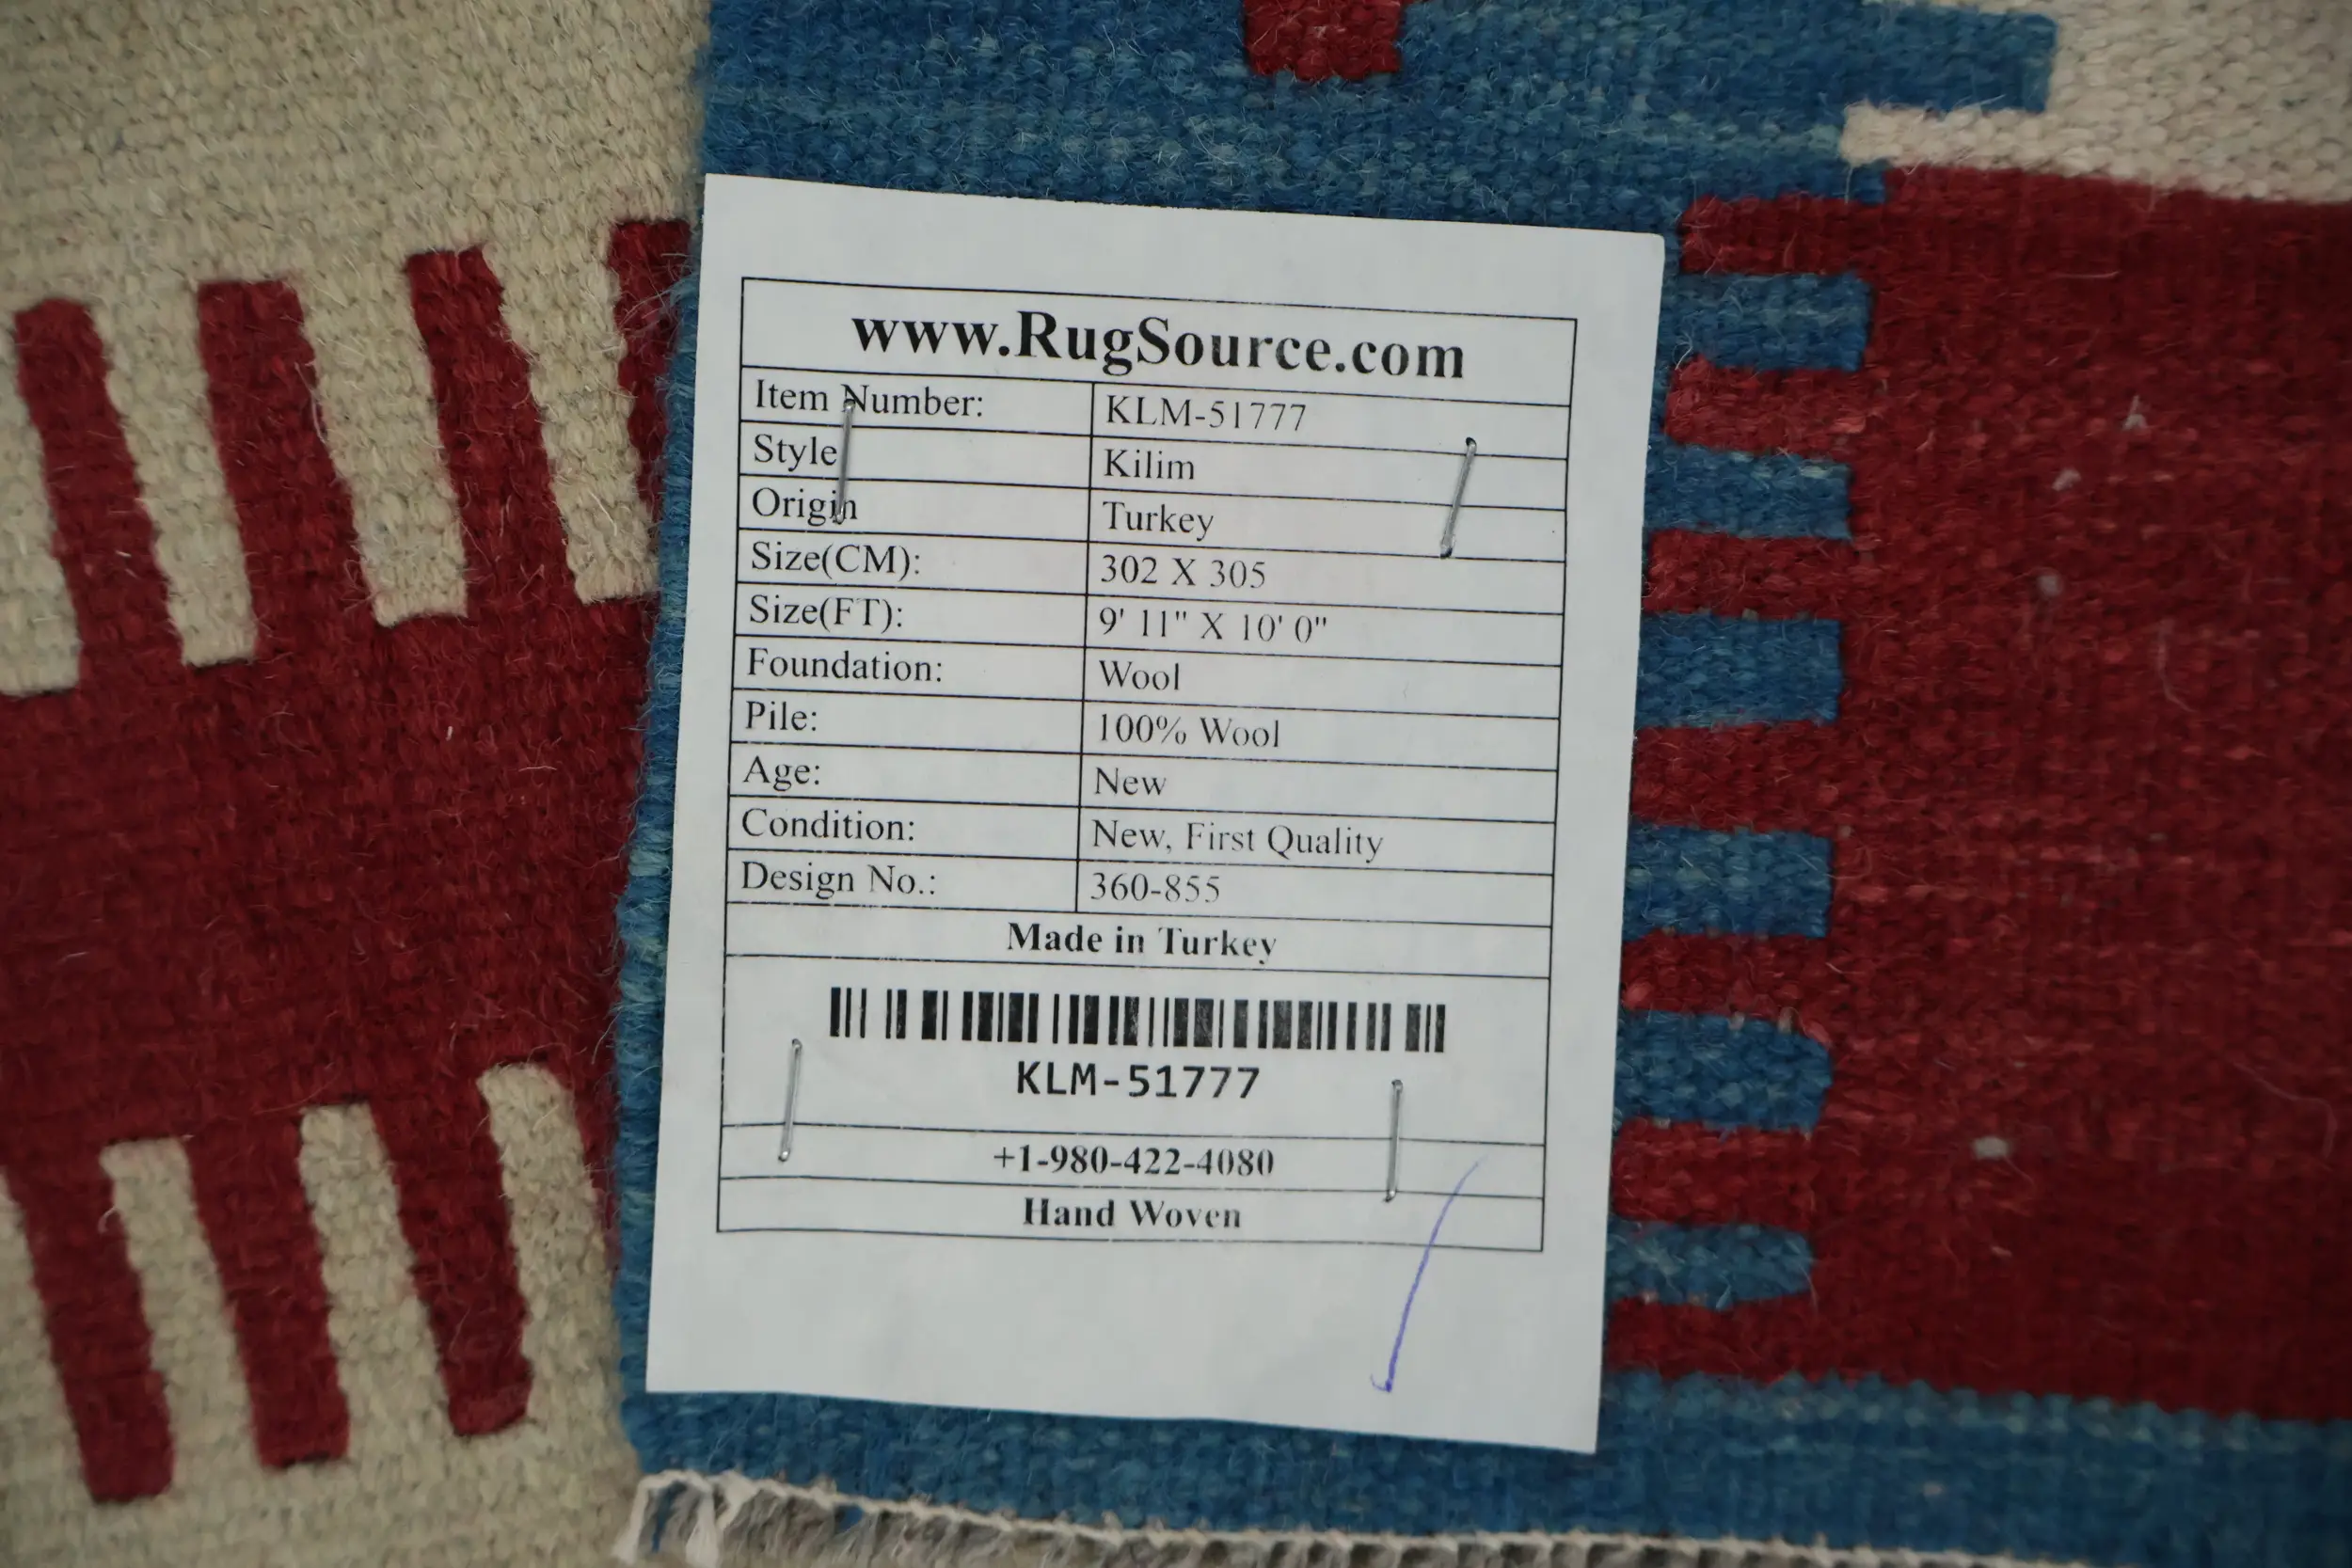 www.RugSource.com
Item Number: KLM-51777
Style Kilim
Origin Turkey
Size(CM): 302 X 305
Size(FT): 9' 11" X 10' 0"
Foundation: Wool
Pile: 100% Wool
Age: New
Condition: New, First Quality
Design No.: 360-855
Made in Turkey
KLM-51777
+1-980-422-4080
Hand Woven